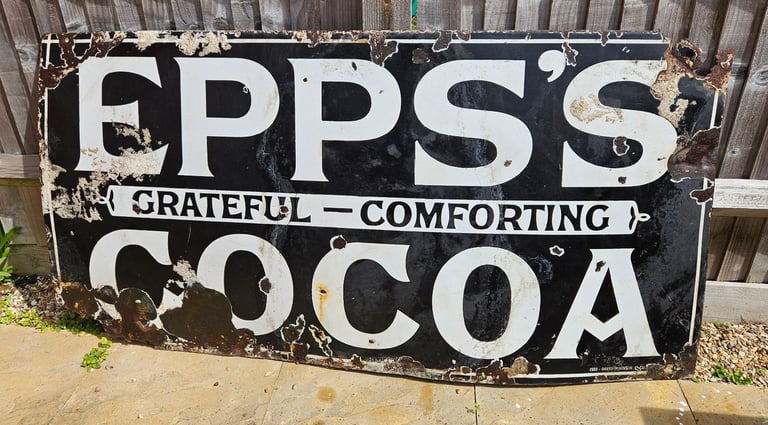 EPPS'S
GRATEFUL — COMFORTING
COCOA